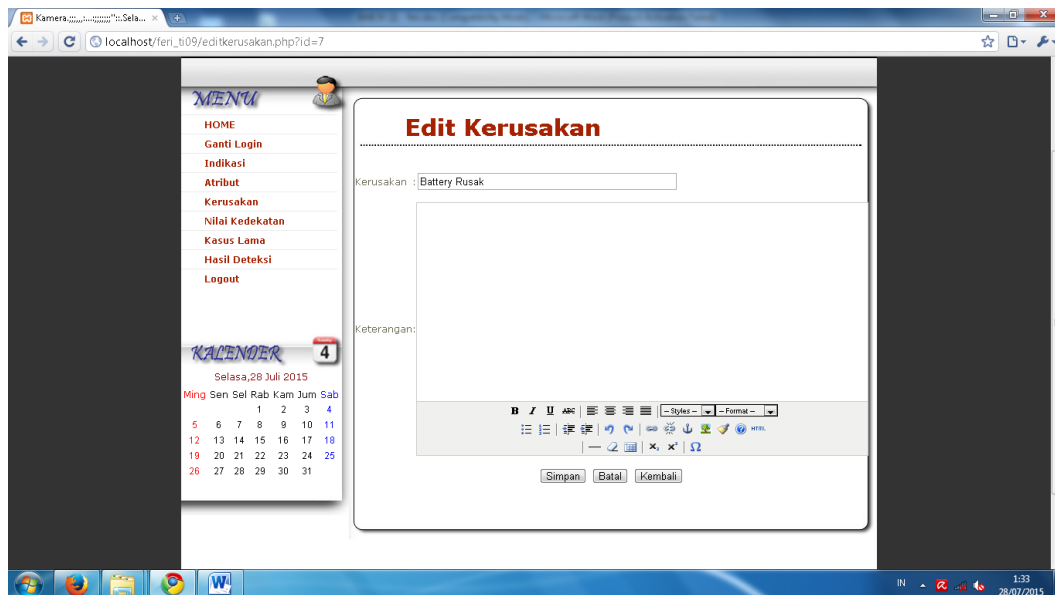 Kamera.;;;,,;...;;;;;;;"::.Sela...
localhost/feri_ti09/editkerusakan.php?id=7
MENU
HOME
Ganti Login
Indikasi
Atribut
Kerusakan
Nilai Kedekatan
Kasus Lama
Hasil Deteksi
Logout
KALENDER
4
Selasa,28 Juli 2015
Ming Sen Sel Rab Kam Jum Sab
1 2 3 4
5 6 7 8 9 10 11
12 13 14 15 16 17 18
19 20 21 22 23 24 25
26 27 28 29 30 31
Edit Kerusakan
Kerusakan : Battery Rusak
Keterangan:
B I U ABC -- Styles -- -- Format --
HTML
x, x² Ω
Simpan Batal Kembali
IN 1:33
28/07/2015